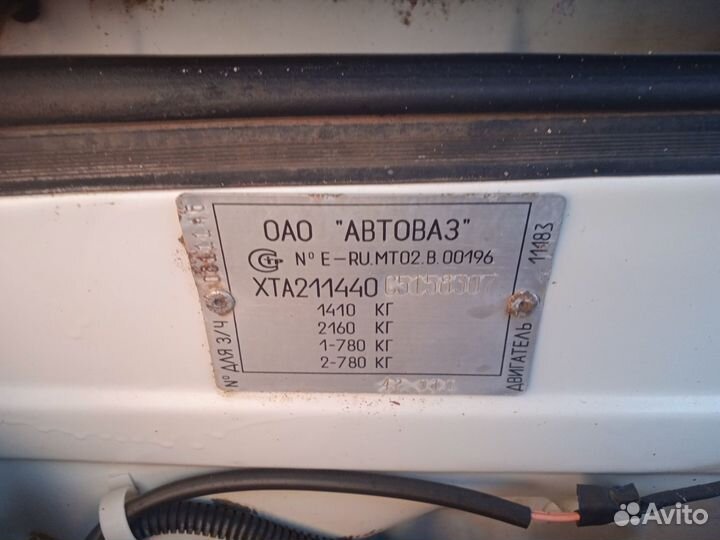 ОАО "АВТОВАЗ"
№ E-RU.MT02.B.00196
XTA211440 C5158507
1410 КГ
2160 КГ
1-780 КГ
2-780 КГ
№ ДЛЯ З/Ч
ДВИГАТЕЛЬ 11183
Avito